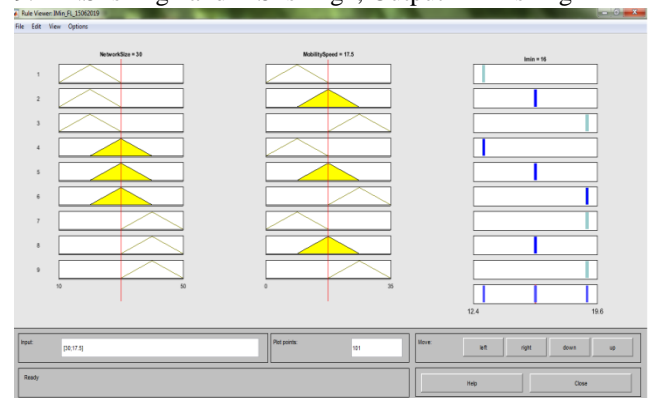 Rule Viewer: IMin_FL_15062019
File Edit View Options
NetworkSize = 30 MobilitySpeed = 17.5 Imin = 16
1
2
3
4
5
6
7
8
9
10 50 0 35
12.4 19.6
Input: [30;17.5] Plot points: 101 Move: left right down up
Ready
Help Close